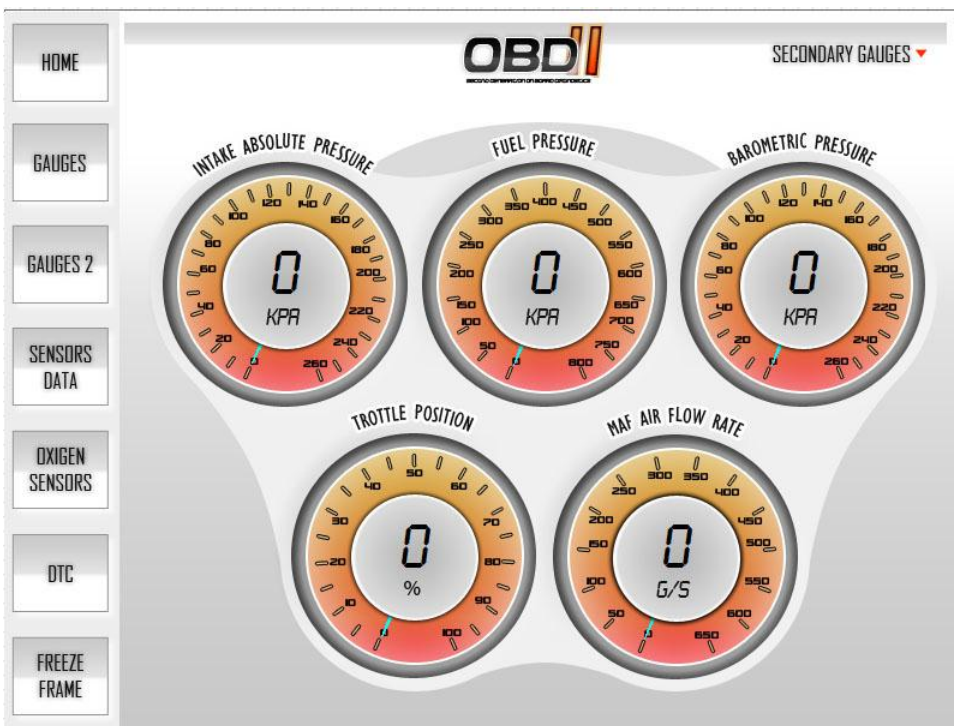 HOME
GAUGES
GAUGES 2
SENSORS
DATA
OXIGEN
SENSORS
DTC
FREEZE
FRAME
OBDII
SECOND GENERATION ON BOARD DIAGNOSTICS
SECONDARY GAUGES
INTAKE ABSOLUTE PRESSURE
0 20 40 60 80 100 120 140 160 180 200 220 240 260
0
KPA
FUEL PRESSURE
0 50 100 150 200 250 300 350 400 450 500 550 600 650 700 750 800
0
KPA
BAROMETRIC PRESSURE
0 20 40 60 80 100 120 140 160 180 200 220 240 260
0
KPA
TROTTLE POSITION
0 10 20 30 40 50 60 70 80 90 100
0
%
MAF AIR FLOW RATE
0 50 100 150 200 250 300 350 400 450 500 550 600 650
0
G/S